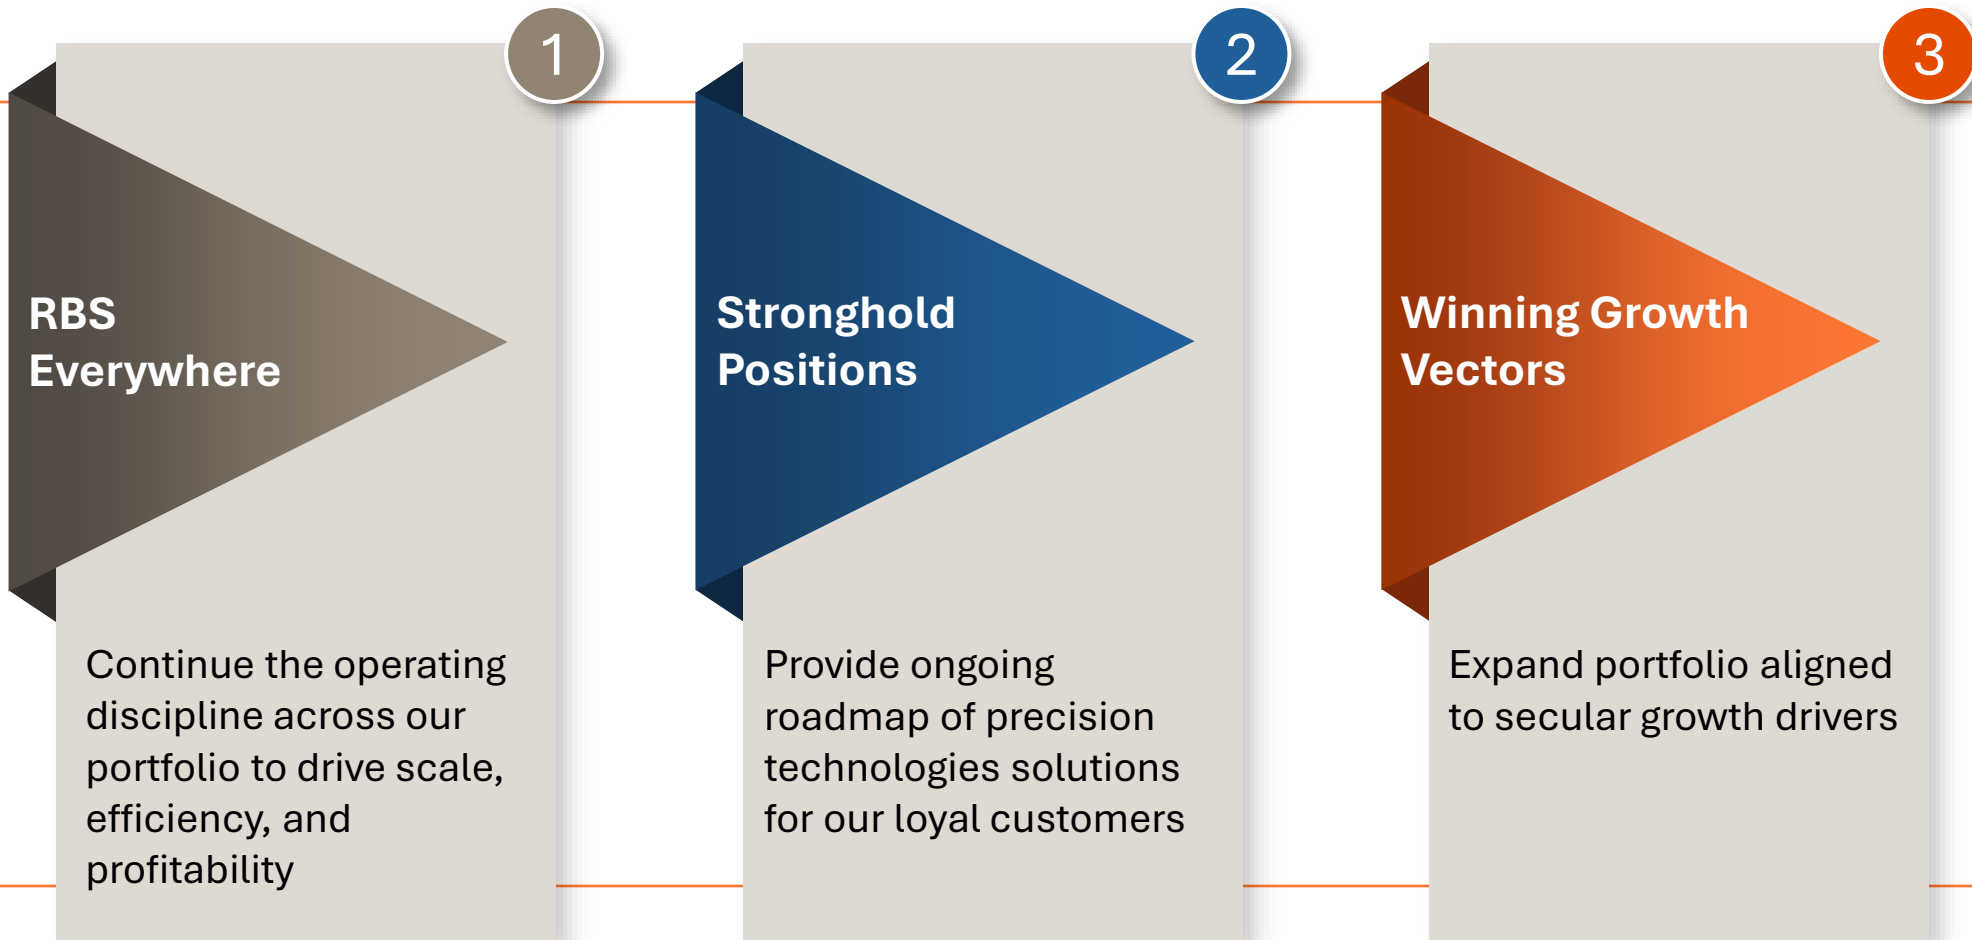 1
RBS
Everywhere
Continue the operating
discipline across our
portfolio to drive scale,
efficiency, and
profitability
2
Stronghold
Positions
Provide ongoing
roadmap of precision
technologies solutions
for our loyal customers
3
Winning Growth
Vectors
Expand portfolio aligned
to secular growth drivers